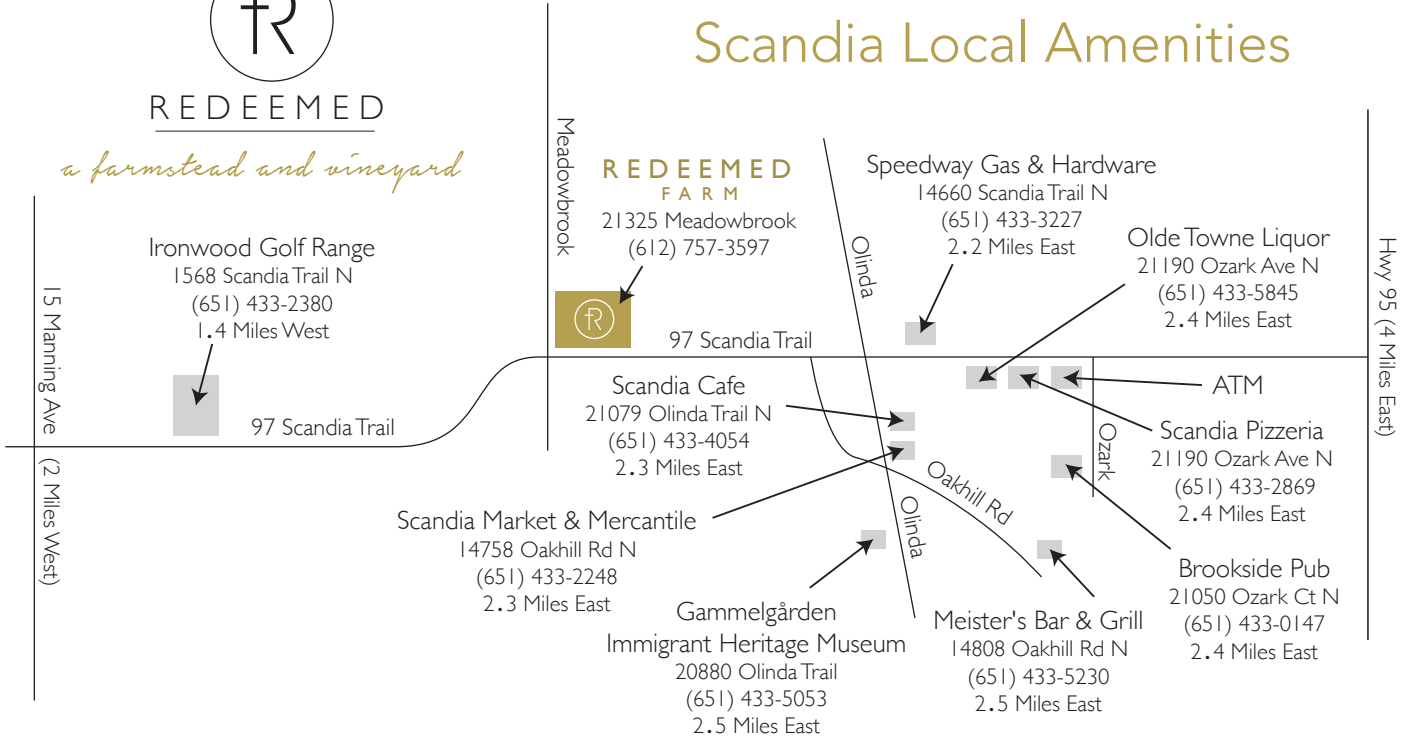 R
REDEEMED
a farmstead and vineyard
Scandia Local Amenities
Meadowbrook
REDEEMED
FARM
21325 Meadowbrook
(612) 757-3597
R
Speedway Gas & Hardware
14660 Scandia Trail N
(651) 433-3227
2.2 Miles East
Olinda
Olde Towne Liquor
21190 Ozark Ave N
(651) 433-5845
2.4 Miles East
Hwy 95 (4 Miles East)
Ironwood Golf Range
1568 Scandia Trail N
(651) 433-2380
1.4 Miles West
15 Manning Ave (2 Miles West)
97 Scandia Trail
97 Scandia Trail
Scandia Cafe
21079 Olinda Trail N
(651) 433-4054
2.3 Miles East
ATM
Scandia Pizzeria
21190 Ozark Ave N
(651) 433-2869
2.4 Miles East
Ozark
Oakhill Rd
Olinda
Scandia Market & Mercantile
14758 Oakhill Rd N
(651) 433-2248
2.3 Miles East
Gammelgården
Immigrant Heritage Museum
20880 Olinda Trail
(651) 433-5053
2.5 Miles East
Meister's Bar & Grill
14808 Oakhill Rd N
(651) 433-5230
2.5 Miles East
Brookside Pub
21050 Ozark Ct N
(651) 433-0147
2.4 Miles East